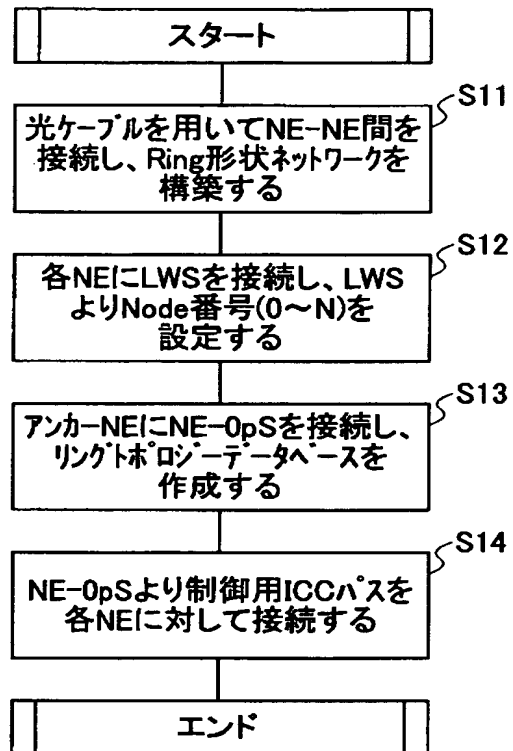 スタート
S11
光ケーブルを用いてNE-NE間を
接続し、Ring形状ネットワークを
構築する
S12
各NEにLWSを接続し、LWS
よりNode番号(0～N)を
設定する
S13
アンカーNEにNE-OpSを接続し、
リングトポロジーデータベースを
作成する
S14
NE-OpSより制御用ICCパスを
各NEに対して接続する
エンド